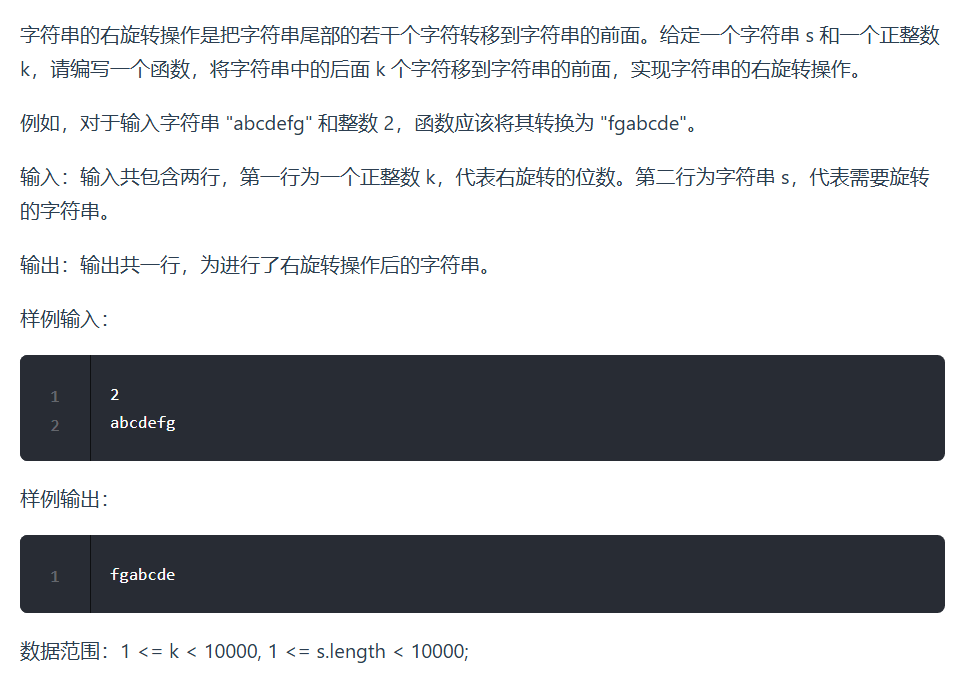 字符串的右旋转操作是把字符串尾部的若干个字符转移到字符串的前面。给定一个字符串 s 和一个正整数
k，请编写一个函数，将字符串中的后面 k 个字符移到字符串的前面，实现字符串的右旋转操作。
例如，对于输入字符串 "abcdefg" 和整数 2，函数应该将其转换为 "fgabcde"。
输入：输入共包含两行，第一行为一个正整数 k，代表右旋转的位数。第二行为字符串 s，代表需要旋转
的字符串。
输出：输出共一行，为进行了右旋转操作后的字符串。
样例输入：
1 2
2 abcdefg
样例输出：
1 fgabcde
数据范围：1 <= k < 10000, 1 <= s.length < 10000;